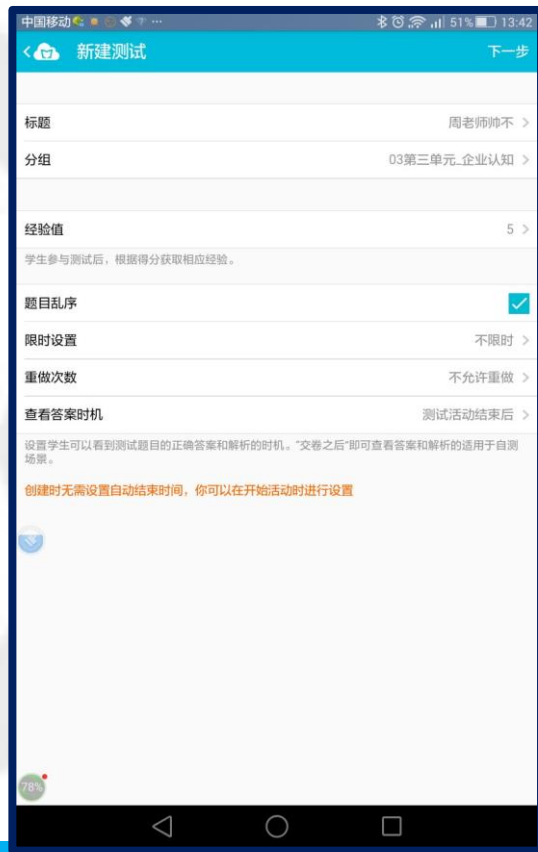 中国移动 51% 13:42
新建测试 下一步
标题 周老师帅不
分组 03第三单元_企业认知
经验值 5
学生参与测试后，根据得分获取相应经验。
题目乱序
限时设置 不限时
重做次数 不允许重做
查看答案时机 测试活动结束后
设置学生可以看到测试题目的正确答案和解析的时机。“交卷之后”即可查看答案和解析的适用于自测
场景。
创建时无需设置自动结束时间，你可以在开始活动时进行设置
78%